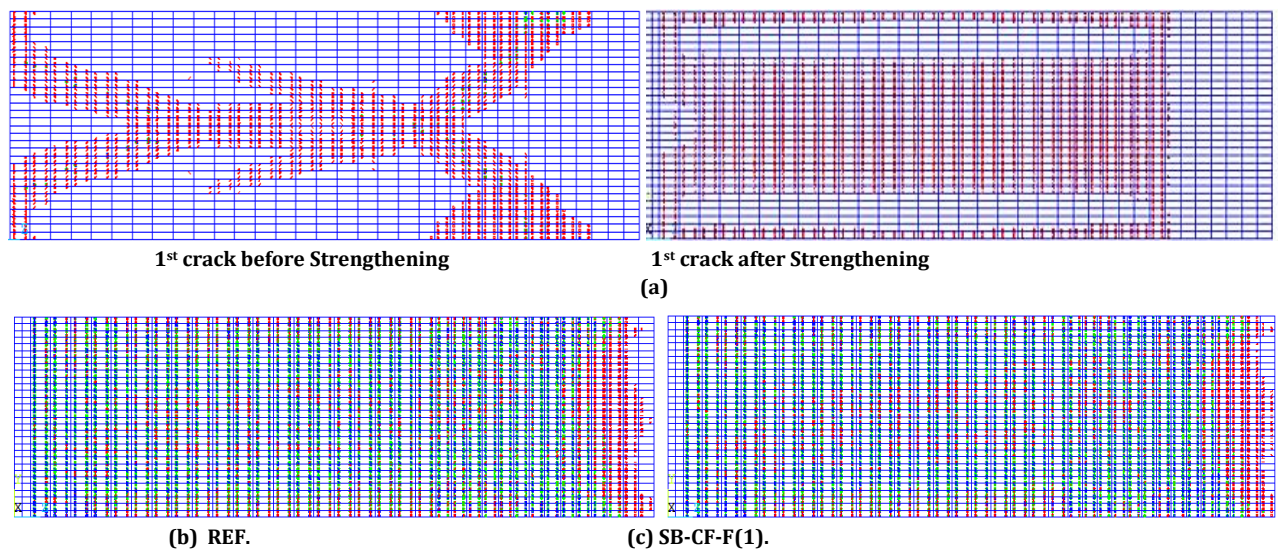 1st crack before Strengthening
1st crack after Strengthening
(a)
X
X
(b) REF.
(c) SB-CF-F(1).